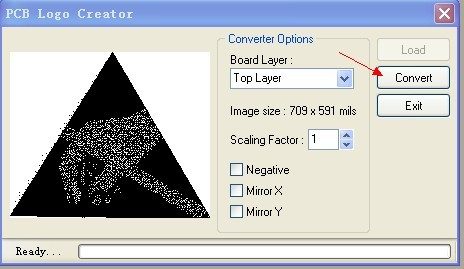 PCB Logo Creator
Converter Options
Board Layer :
Top Layer
Image size : 709 x 591 mils
Scaling Factor : 1
Negative
Mirror X
Mirror Y
Load
Convert
Exit
Ready...